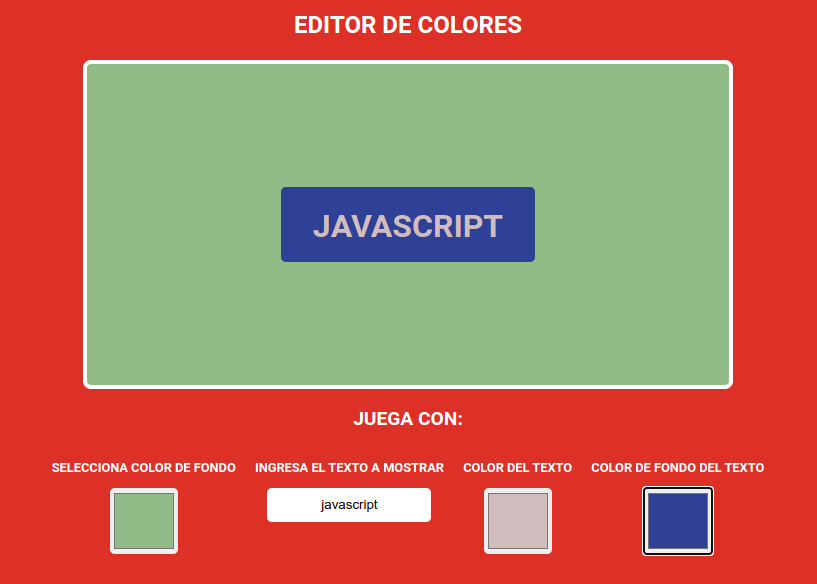 EDITOR DE COLORES
JAVASCRIPT
JUEGA CON:
SELECCIONA COLOR DE FONDO
INGRESA EL TEXTO A MOSTRAR
COLOR DEL TEXTO
COLOR DE FONDO DEL TEXTO
javascript